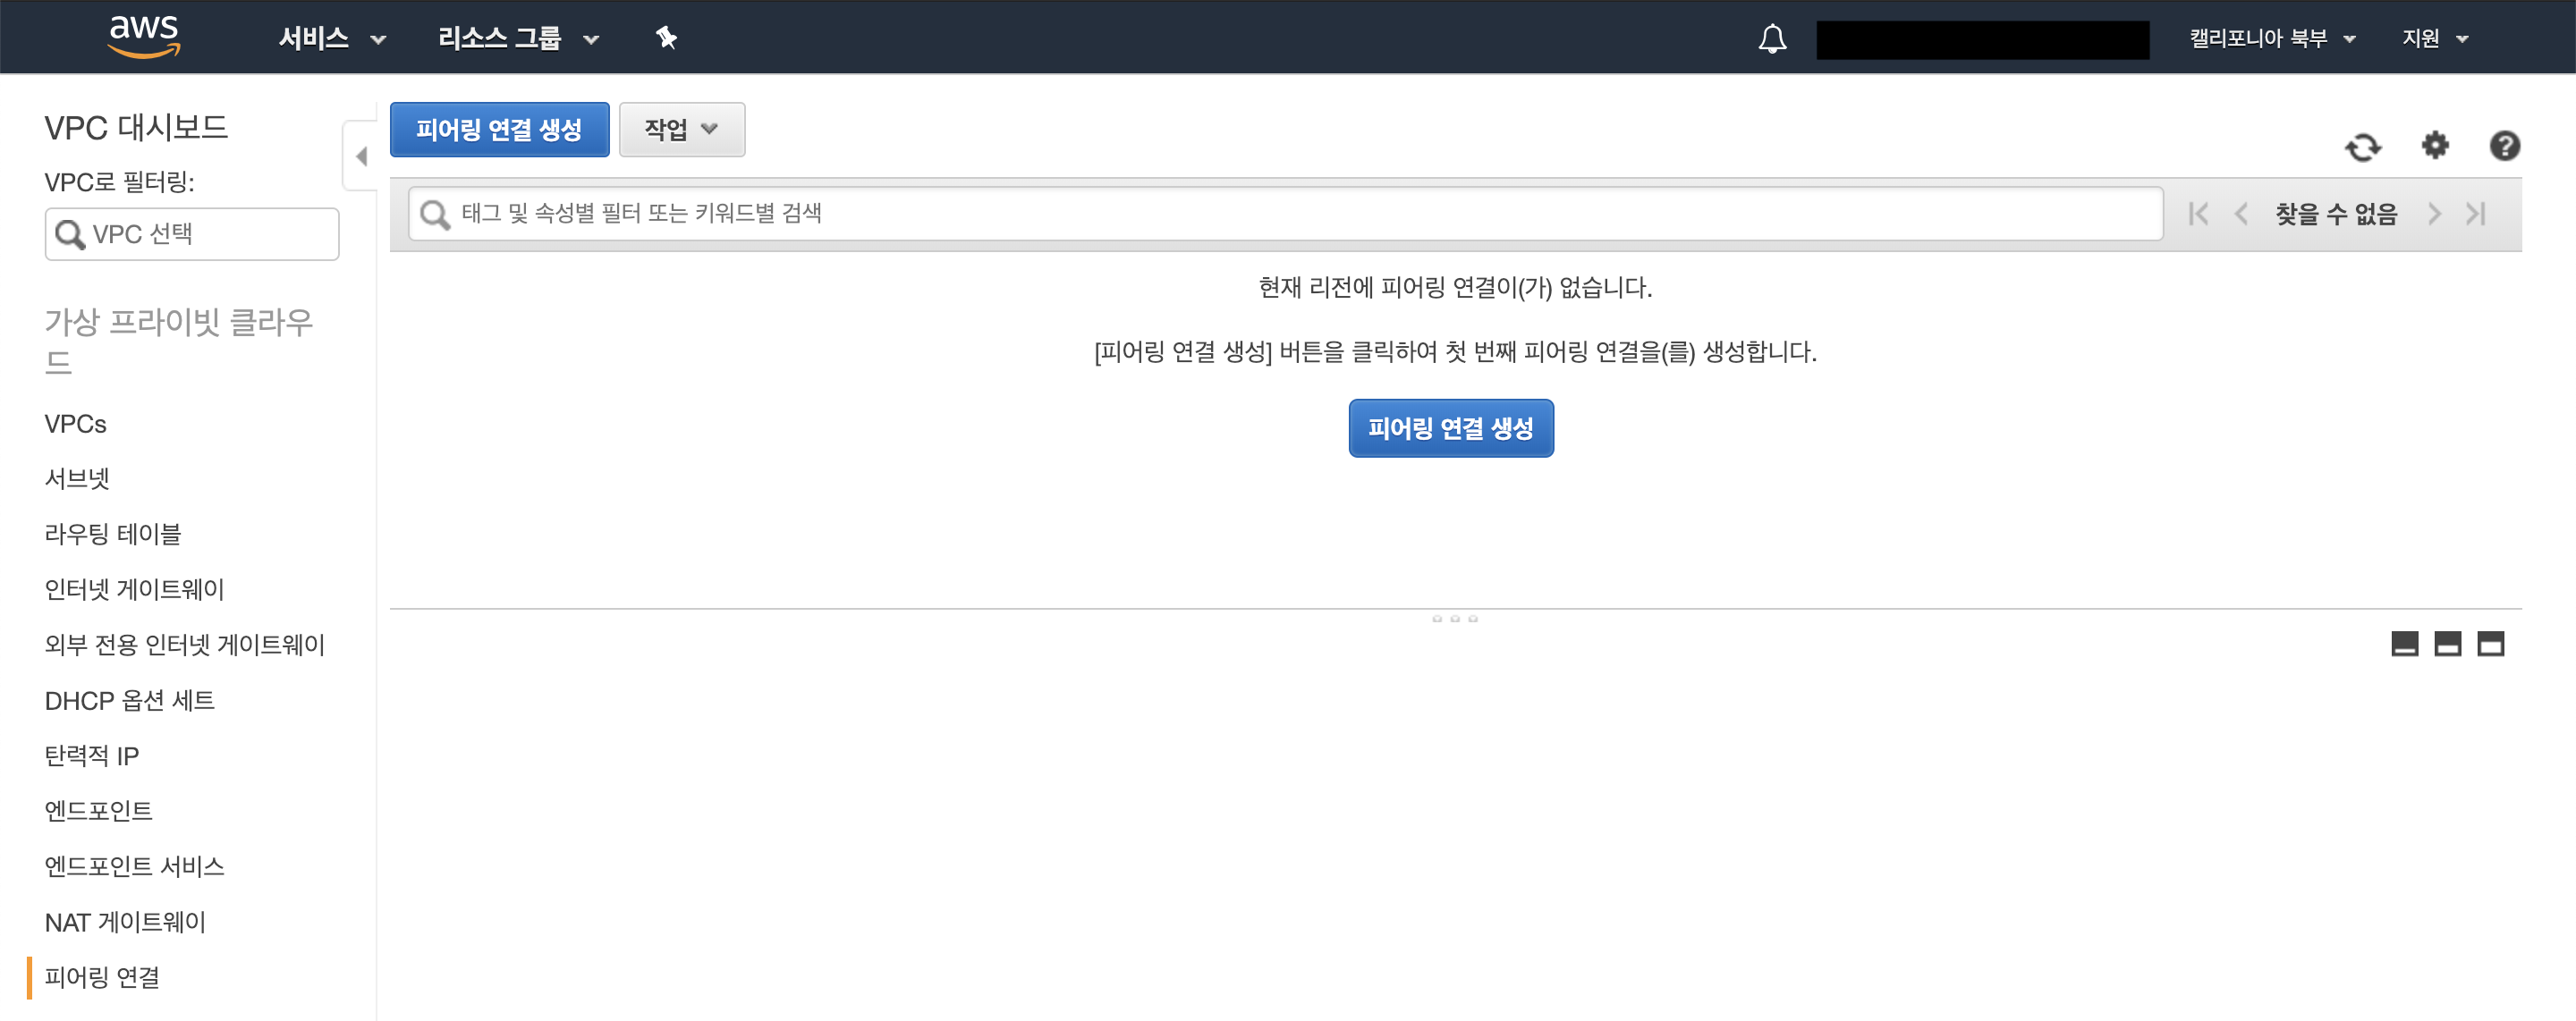 aws 서비스 리소스 그룹 캘리포니아 북부 지원
VPC 대시보드
VPC로 필터링:
VPC 선택
가상 프라이빗 클라우
드
VPCs
서브넷
라우팅 테이블
인터넷 게이트웨이
외부 전용 인터넷 게이트웨이
DHCP 옵션 세트
탄력적 IP
엔드포인트
엔드포인트 서비스
NAT 게이트웨이
피어링 연결
피어링 연결 생성 작업
태그 및 속성별 필터 또는 키워드별 검색 찾을 수 없음
현재 리전에 피어링 연결이(가) 없습니다.
[피어링 연결 생성] 버튼을 클릭하여 첫 번째 피어링 연결을(를) 생성합니다.
피어링 연결 생성